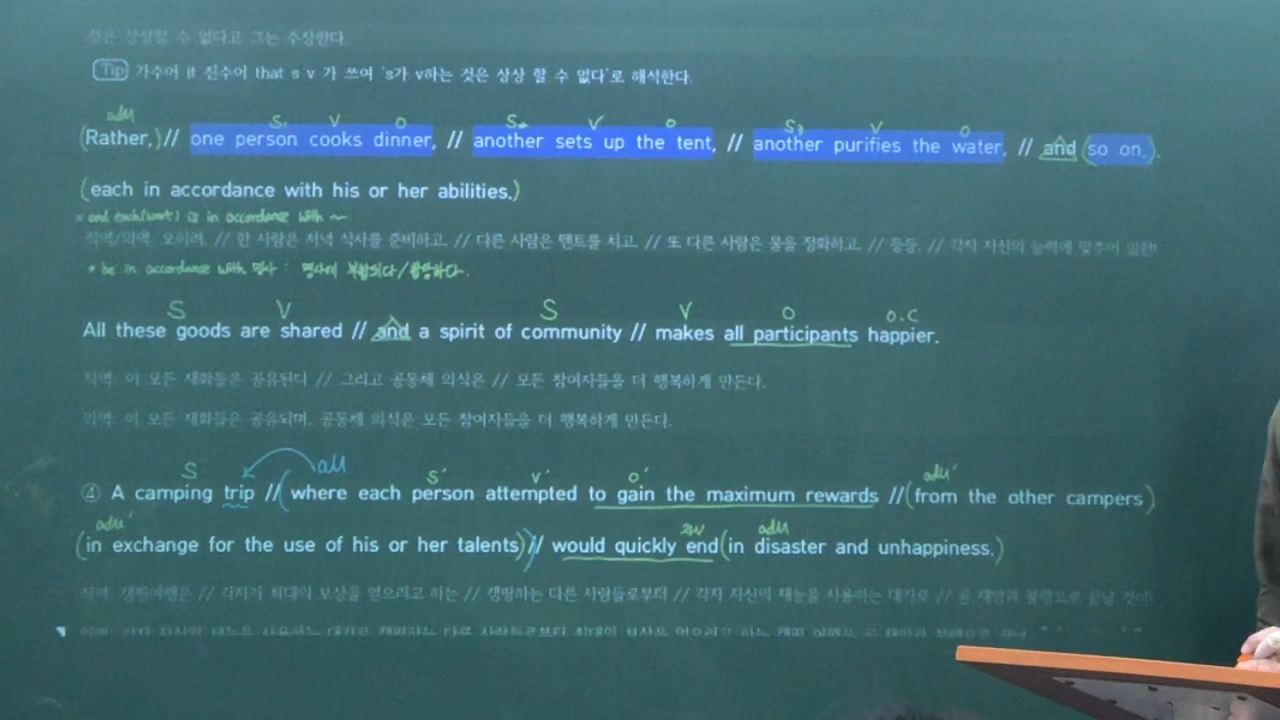 것은 상상할 수 없다고 그는 주장한다.
Tip 가주어 it 진주어 that s v 가 쓰여 's가 v하는 것은 상상 할 수 없다'로 해석한다.
adv S₁ V O S₂ V O S₃ V O
(Rather,)// one person cooks dinner, // another sets up the tent, // another purifies the water, // and (so on,).
(each in accordance with his or her abilities.)
= and each(work) is in accordance with ~
직역/의역: 오히려, // 한 사람은 저녁 식사를 준비하고, // 다른 사람은 텐트를 치고, // 또 다른 사람은 물을 정화하고, // 등등, // 각자 자신의 능력에 맞추어
* be in accordance with 명사 : 명사에 부합되다/합당하다.
S V S V O O.C
All these goods are shared // and a spirit of community // makes all participants happier.
직역: 이 모든 재화들은 공유된다 // 그리고 공동체 의식은 // 모든 참여자들을 더 행복하게 만든다.
의역: 이 모든 재화들은 공유되며, 공동체 의식은 모든 참여자들을 더 행복하게 만든다.
S S' V' O' adv'
④ A camping trip //(where each person attempted to gain the maximum rewards //(from the other campers)
adv' adv
(in exchange for the use of his or her talents)// would quickly end(in disaster and unhappiness.)
직역: 캠핑여행은 // 각자가 최대의 보상을 얻으려고 하는 // 캠핑하는 다른 사람들로부터 // 각자 자신의 재능을 사용하는 대가로 // 곧 재앙과 불행으로 끝날